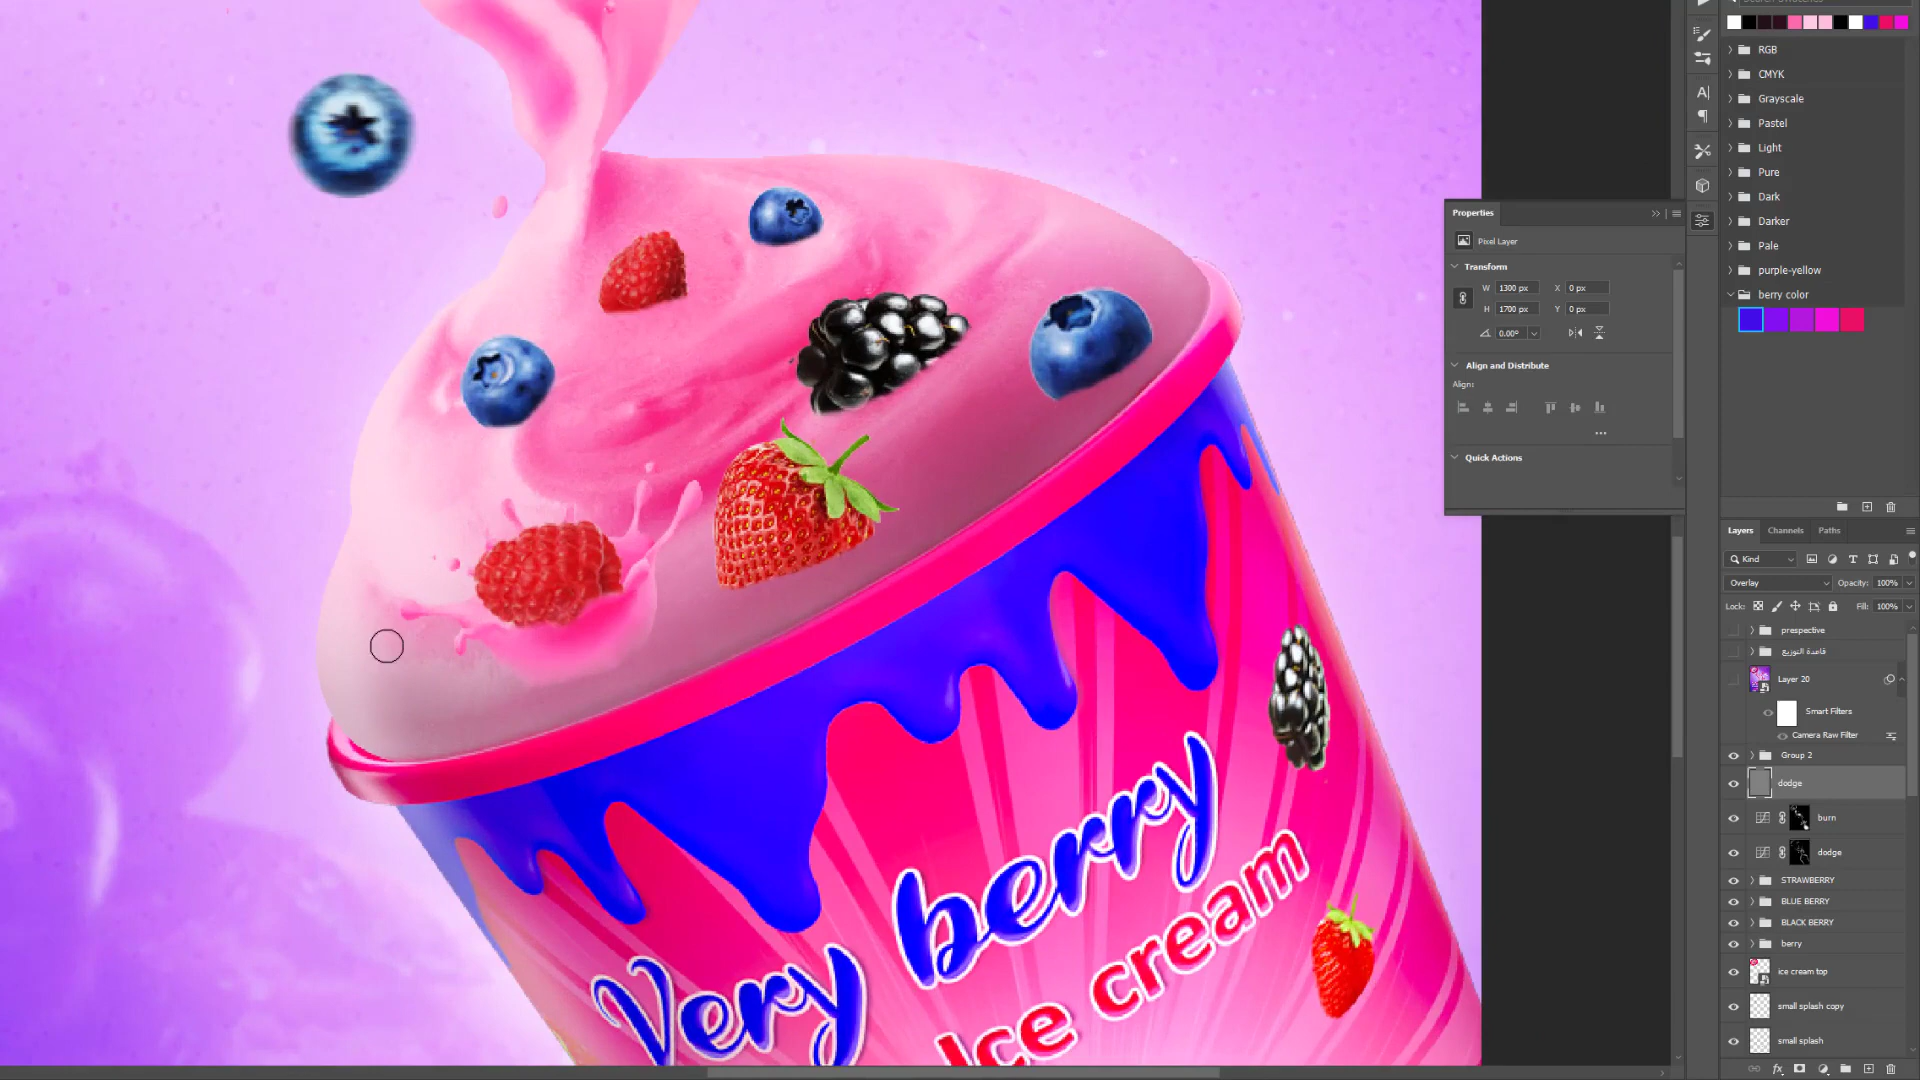 RGB
CMYK
Grayscale
Pastel
Light
Pure
Dark
Darker
Pale
purple-yellow
berry color
Properties
Pixel Layer
Transform
W 1300 px X 0 px
H 1700 px Y 0 px
0.00°
Align and Distribute
Align:
Quick Actions
Layers Channels Paths
Kind
Overlay Opacity: 100%
Lock: Fill: 100%
prespective
قاعدة التوزيع
Layer 20
Smart Filters
Camera Raw Filter
Group 2
dodge
burn
dodge
STRAWBERRY
BLUE BERRY
BLACK BERRY
berry
ice cream top
small splash copy
small splash
Very berry
Ice cream